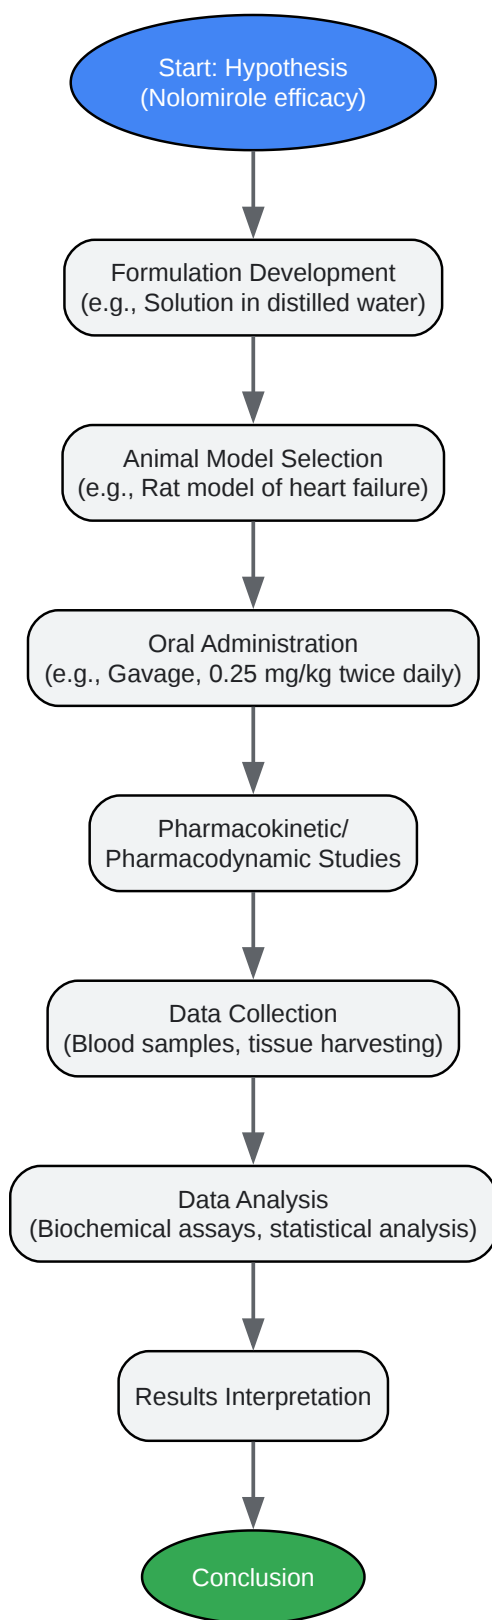 Start: Hypothesis
(Nolomirole efficacy)
Formulation Development
(e.g., Solution in distilled water)
Animal Model Selection
(e.g., Rat model of heart failure)
Oral Administration
(e.g., Gavage, 0.25 mg/kg twice daily)
Pharmacokinetic/
Pharmacodynamic Studies
Data Collection
(Blood samples, tissue harvesting)
Data Analysis
(Biochemical assays, statistical analysis)
Results Interpretation
Conclusion